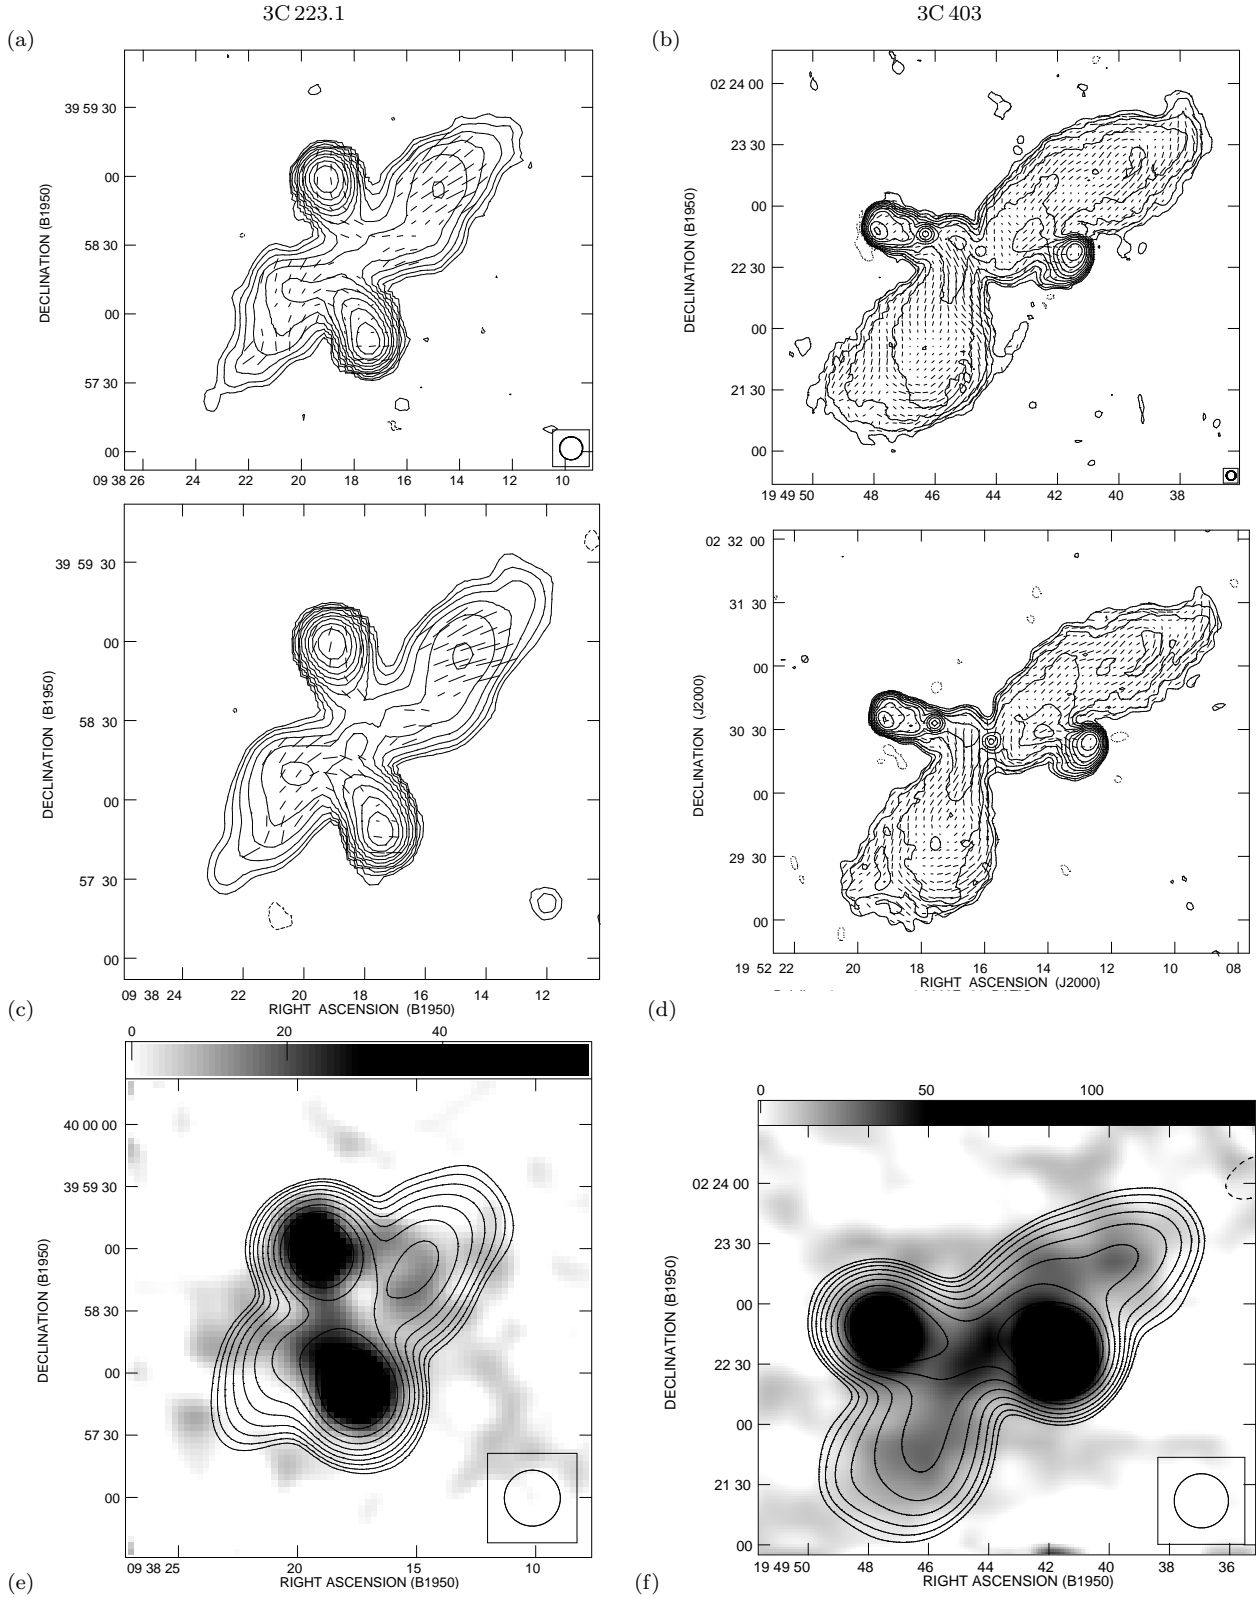 3C 223.1
3C 403
(a)
(b)
39 59 30
00
58 30
00
57 30
00
DECLINATION (B1950)
09 38 26 24 22 20 18 16 14 12 10
02 24 00
23 30
00
22 30
00
21 30
00
DECLINATION (B1950)
19 49 50 48 46 44 42 40 38
39 59 30
00
58 30
00
57 30
00
DECLINATION (B1950)
09 38 24 22 20 18 16 14 12
RIGHT ASCENSION (B1950)
02 32 00
31 30
00
30 30
00
29 30
00
DECLINATION (J2000)
19 52 22 20 18 16 14 12 10 08
RIGHT ASCENSION (J2000)
(c)
(d)
0 20 40
40 00 00
39 59 30
00
58 30
00
57 30
00
DECLINATION (B1950)
09 38 25 20 15 10
RIGHT ASCENSION (B1950)
0 50 100
02 24 00
23 30
00
22 30
00
21 30
00
DECLINATION (B1950)
19 49 50 48 46 44 42 40 38 36
RIGHT ASCENSION (B1950)
(e)
(f)